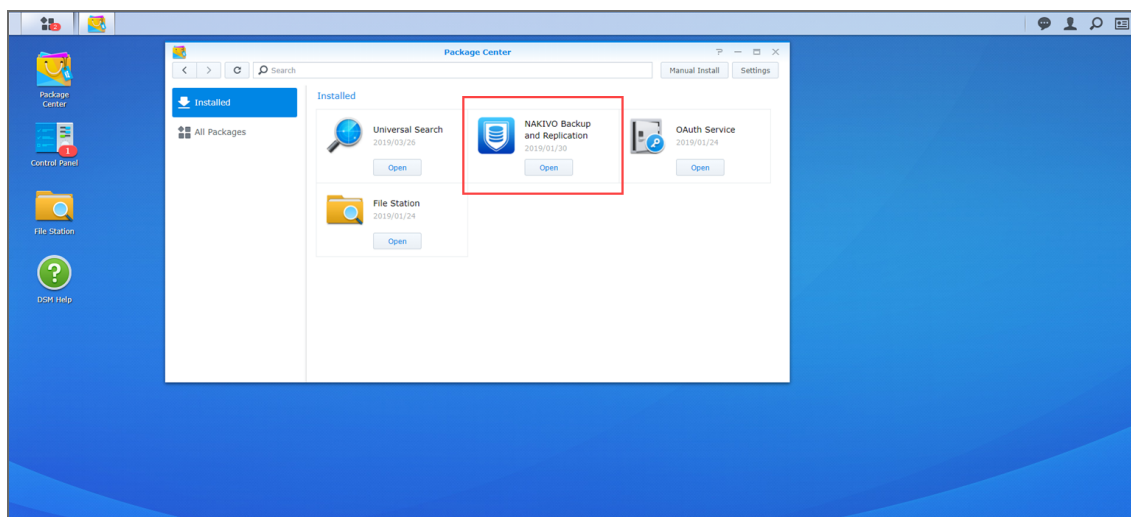 2
Package Center
Search
Manual Install
Settings
Package
Center
1
Control Panel
File Station
DSM Help
Installed
All Packages
Installed
Universal Search
2019/03/26
Open
NAKIVO Backup
and Replication
2019/01/30
Open
OAuth Service
2019/01/24
Open
File Station
2019/01/24
Open